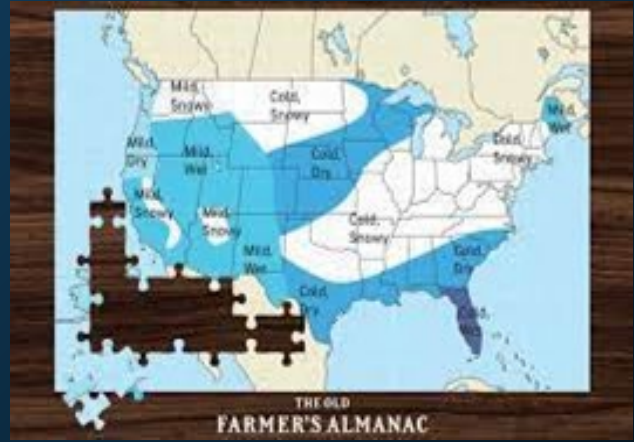 Mild,
Snowy
Cold,
Snowy
Mild,
Wet
Mild,
Dry
Mild,
Wet
Cold,
Dry
Cold,
Snowy
Mild,
Snowy
Mild,
Snowy
Cold,
Snowy
Mild,
Wet
Cold,
Dry
Cold,
Dry
Cold,
THE OLD
FARMER'S ALMANAC